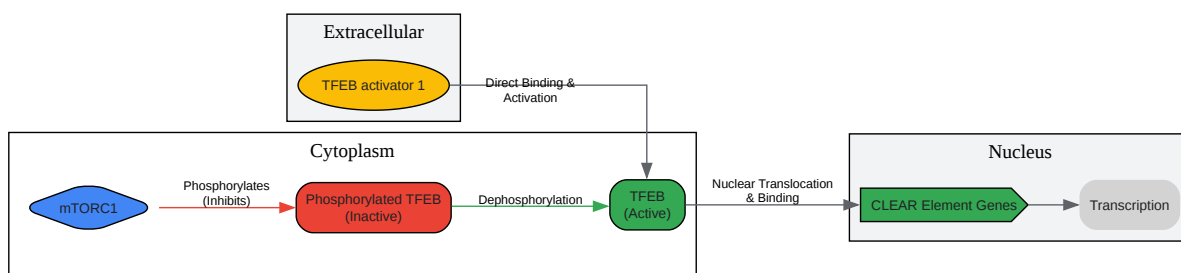 Extracellular
TFEB activator 1
Direct Binding &
Activation
Cytoplasm
Nucleus
mTORC1
Phosphorylates
(Inhibits)
Phosphorylated TFEB
(Inactive)
Dephosphorylation
TFEB
(Active)
Nuclear Translocation
& Binding
CLEAR Element Genes
Transcription